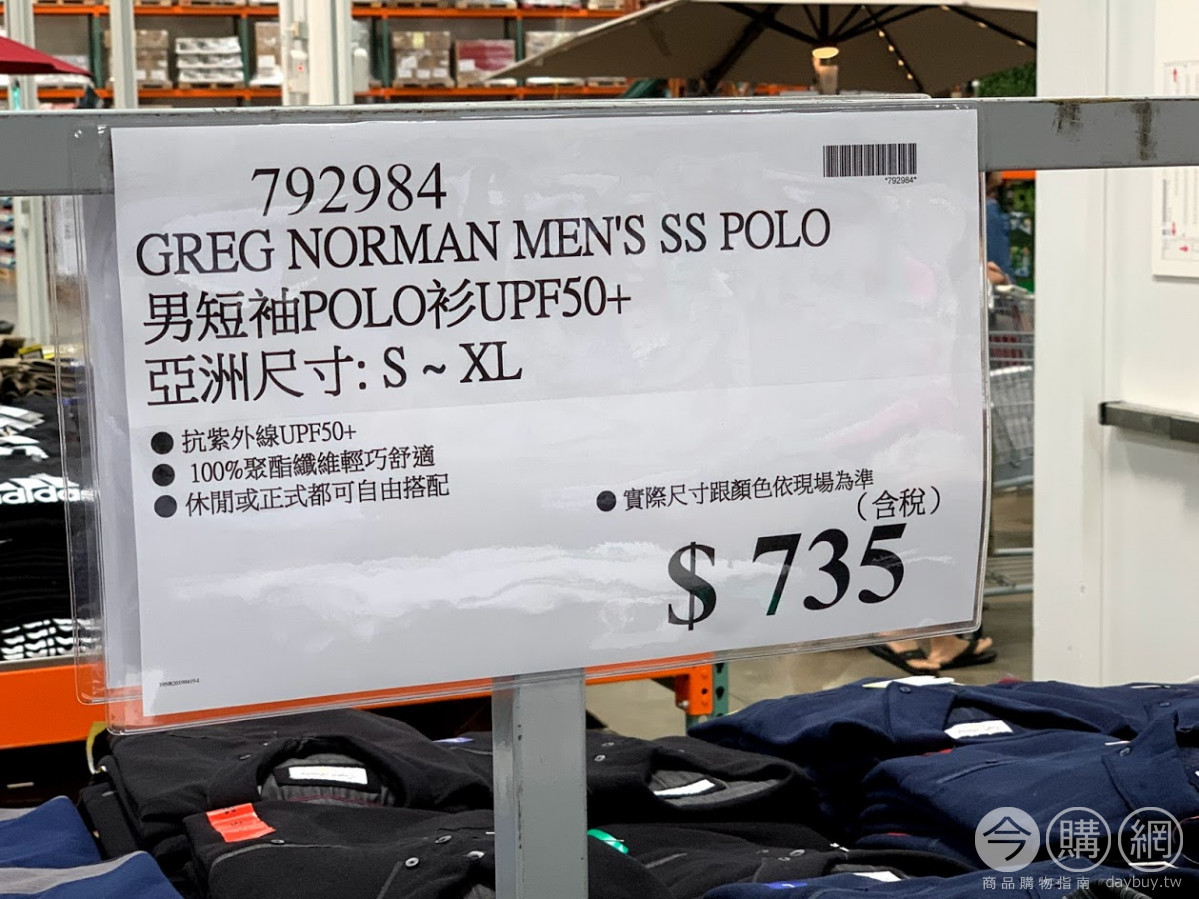 792984
*792984*
GREG NORMAN MEN'S SS POLO
男短袖POLO衫UPF50+
亞洲尺寸: S ~ XL
● 抗紫外線UPF50+
● 100%聚酯纖維輕巧舒適
● 休閒或正式都可自由搭配
● 實際尺寸跟顏色依現場為準
(含稅)
$ 735
adidas
今購網
商品購物指南 daybuy.tw